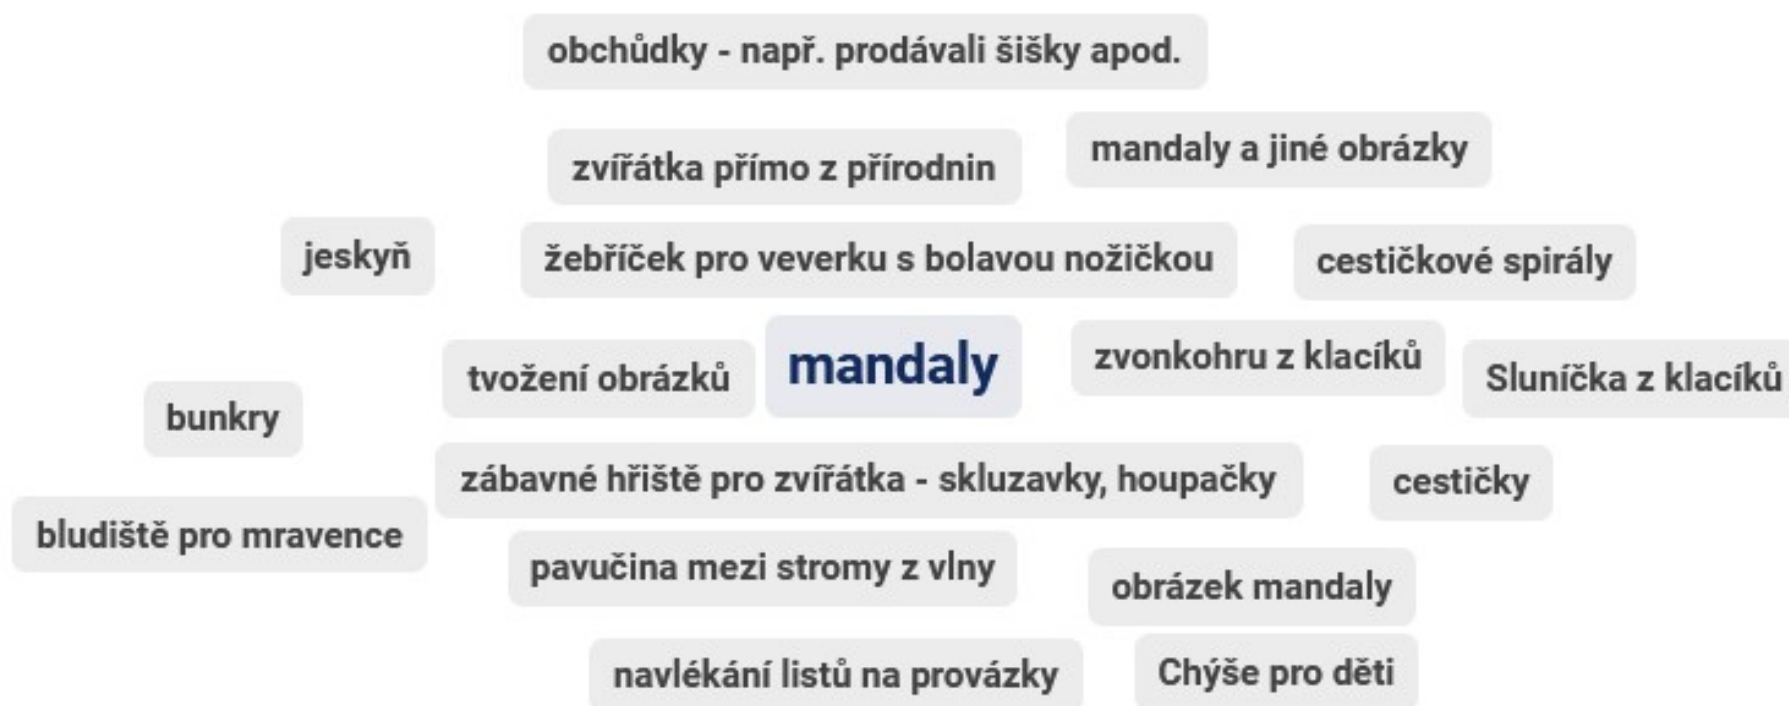 obchůdky - např. prodávali šišky apod.
mandaly a jiné obrázky
zvířátka přímo z přírodnin
jeskyň
žebříček pro veverku s bolavou nožičkou
cestičkové spirály
tvožení obrázků
mandaly
zvonkohru z klacíků
Sluníčka z klacíků
bunkry
zábavné hřiště pro zvířátka - skluzavky, houpačky
cestičky
bludiště pro mravence
pavučina mezi stromy z vlny
obrázek mandaly
navlékání listů na provázky
Chýše pro děti